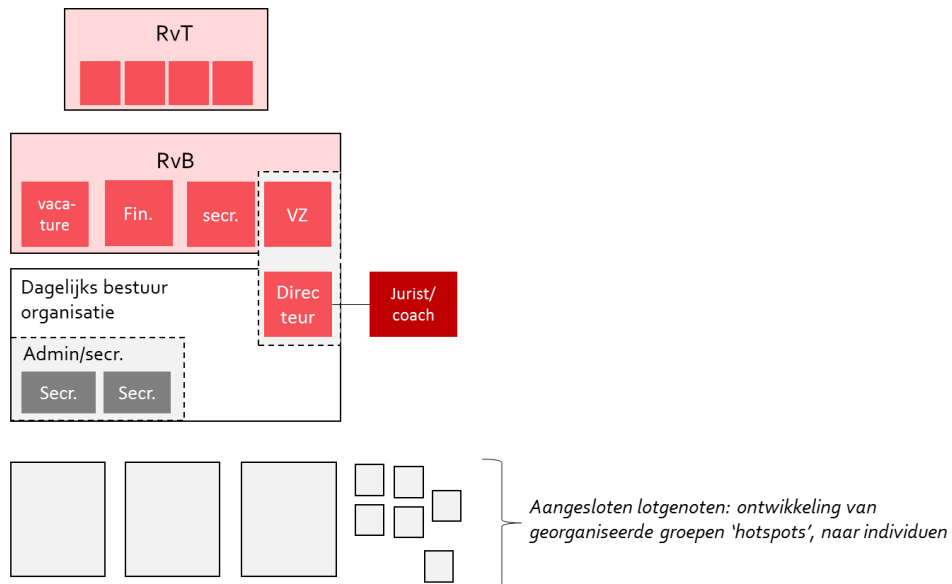 RvT
RvB
vaca-
ture
Fin.
secr.
VZ
Dagelijks bestuur
organisatie
Direc
teur
Jurist/
coach
Admin/secr.
Secr.
Secr.
Aangesloten lotgenoten: ontwikkeling van
georganiseerde groepen ‘hotspots’, naar individuen